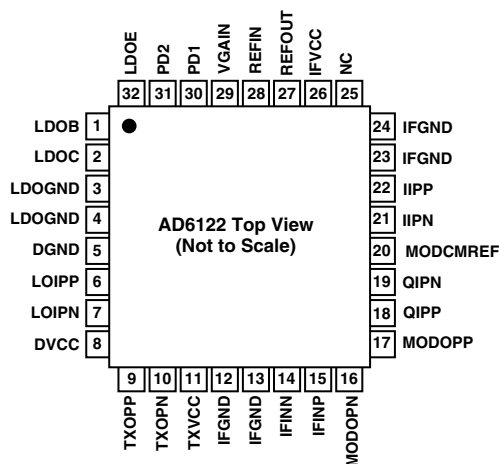 LDOE
PD2
PD1
VGAIN
REFIN
REFOUT
IFVCC
NC
32 31 30 29 28 27 26 25
LDOB 1
LDOC 2
LDOGND 3
LDOGND 4
DGND 5
LOIPP 6
LOIPN 7
DVCC 8
AD6122 Top View
(Not to Scale)
24 IFGND
23 IFGND
22 IIPP
21 IIPN
20 MODCMREF
19 QIPN
18 QIPP
17 MODOPP
9 10 11 12 13 14 15 16
TXOPP
TXOPN
TXVCC
IFGND
IFGND
IFINN
IFINP
MODOPN